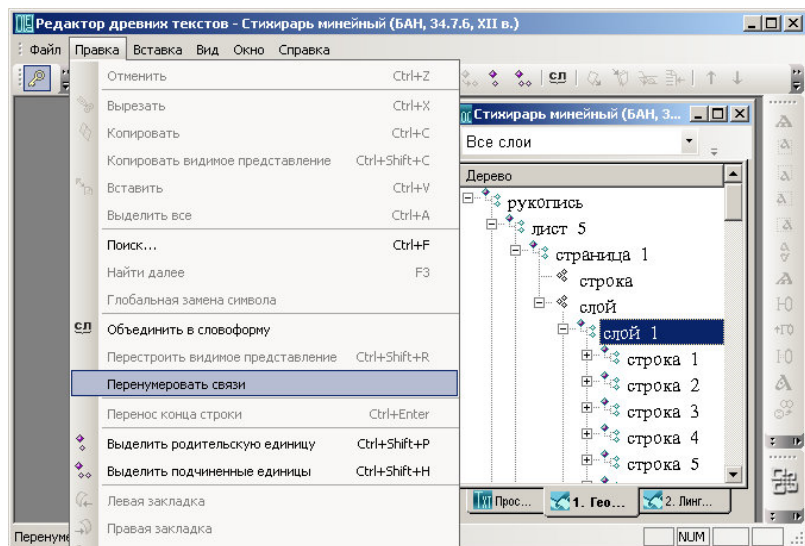 Редактор древних текстов - Стихирарь минейный (БАН, 34.7.6, XII в.)
Файл Правка Вставка Вид Окно Справка
Отменить Ctrl+Z
Вырезать Ctrl+X
Копировать Ctrl+C
Копировать видимое представление Ctrl+Shift+C
Вставить Ctrl+V
Выделить все Ctrl+A
Поиск... Ctrl+F
Найти далее F3
Глобальная замена символа
сл Объединить в словоформу
Перестроить видимое представление Ctrl+Shift+R
Перенумеровать связи
Перенос конца строки Ctrl+Enter
Выделить родительскую единицу Ctrl+Shift+P
Выделить подчиненные единицы Ctrl+Shift+H
Левая закладка
Правая закладка
Перенуме
сл
Стихирарь минейный (БАН, 3...
Все слои
Дерево
рукопись
лист 5
страница 1
строка
слой
слой 1
строка 1
строка 2
строка 3
строка 4
строка 5
TXT Прос... 1. Гео... 2. Линг...
NUM